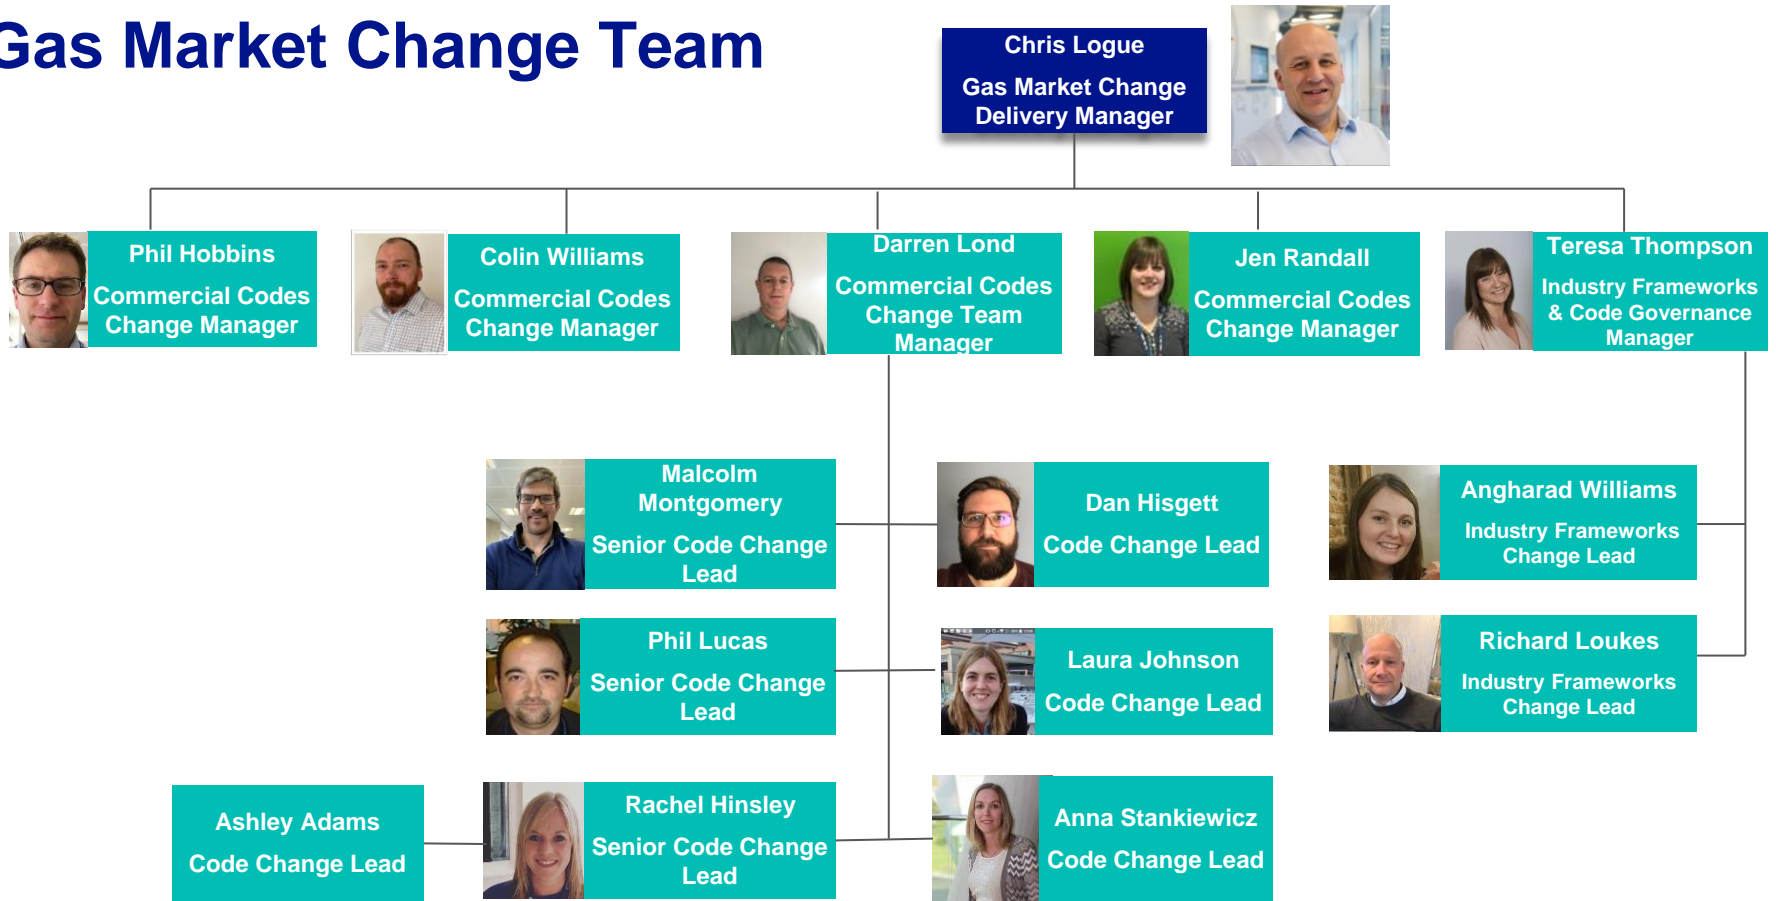 Gas Market Change Team
Chris Logue
Gas Market Change
Delivery Manager
Phil Hobbins
Commercial Codes
Change Manager
Colin Williams
Commercial Codes
Change Manager
Darren Lond
Commercial Codes
Change Team
Manager
Jen Randall
Commercial Codes
Change Manager
Teresa Thompson
Industry Frameworks
& Code Governance
Manager
Malcolm
Montgomery
Senior Code Change
Lead
Dan Hisgett
Code Change Lead
Angharad Williams
Industry Frameworks
Change Lead
Phil Lucas
Senior Code Change
Lead
Laura Johnson
Code Change Lead
Richard Loukes
Industry Frameworks
Change Lead
Ashley Adams
Code Change Lead
Rachel Hinsley
Senior Code Change
Lead
Anna Stankiewicz
Code Change Lead